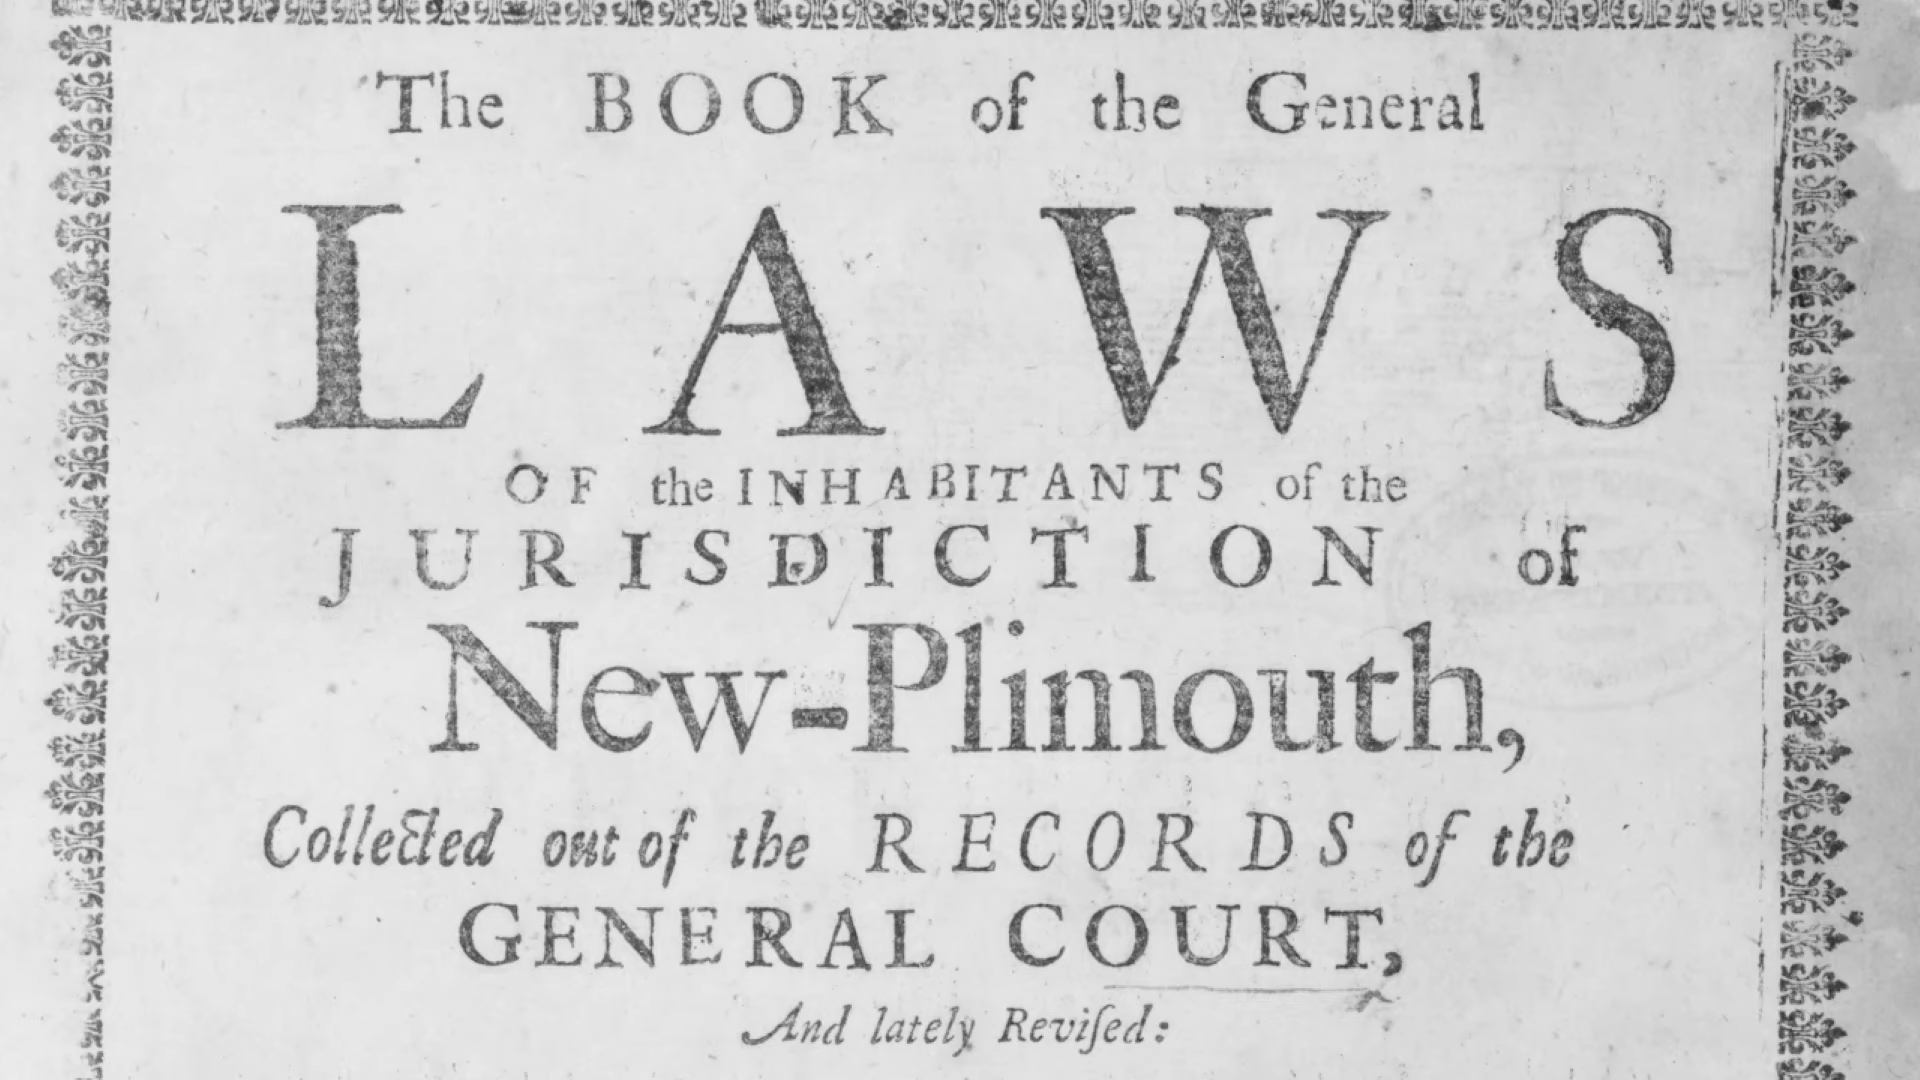 The BOOK of the General
LAWS
OF the INHABITANTS of the
JURISDICTION of
New-Plimouth,
Collected out of the RECORDS of the
GENERAL COURT,
And lately Reviſed: